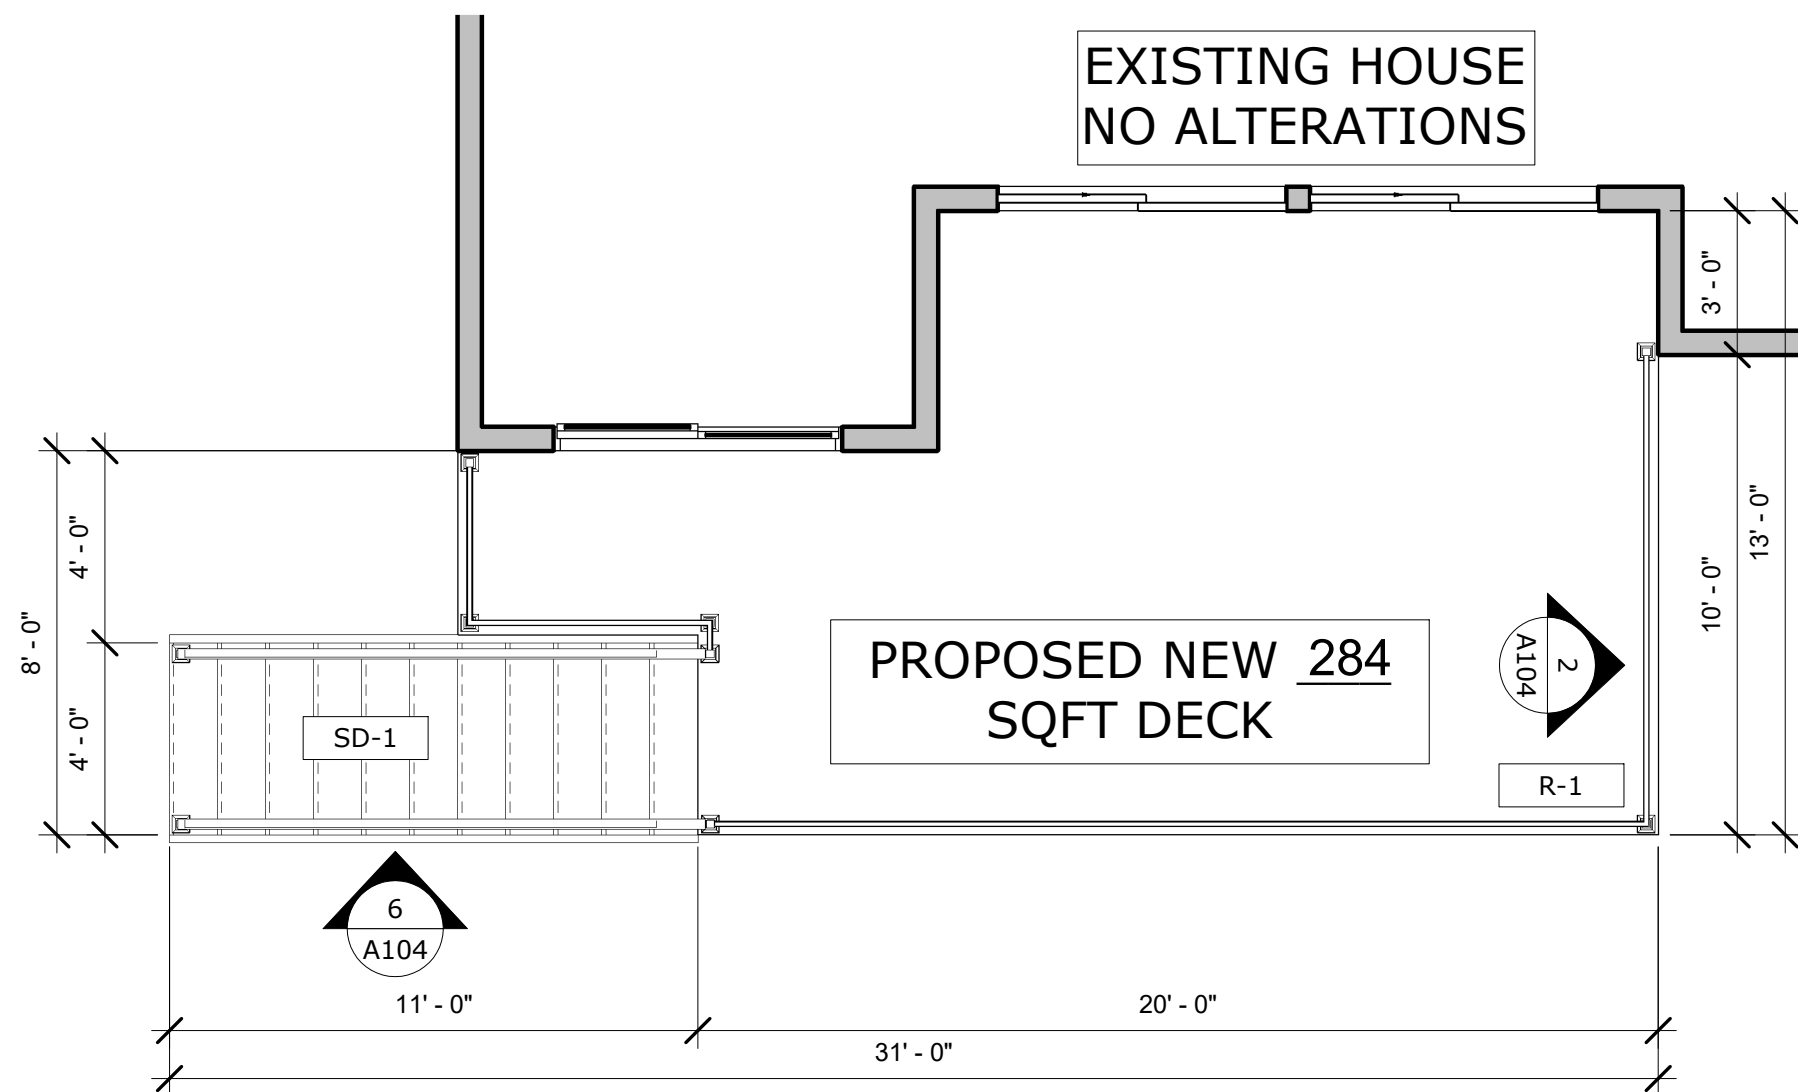 EXISTING HOUSE
NO ALTERATIONS
3' - 0"
4' - 0"
8' - 0"
4' - 0"
13' - 0"
10' - 0"
PROPOSED NEW 284
SQFT DECK
2
A104
SD-1
R-1
6
A104
11' - 0"
20' - 0"
31' - 0"